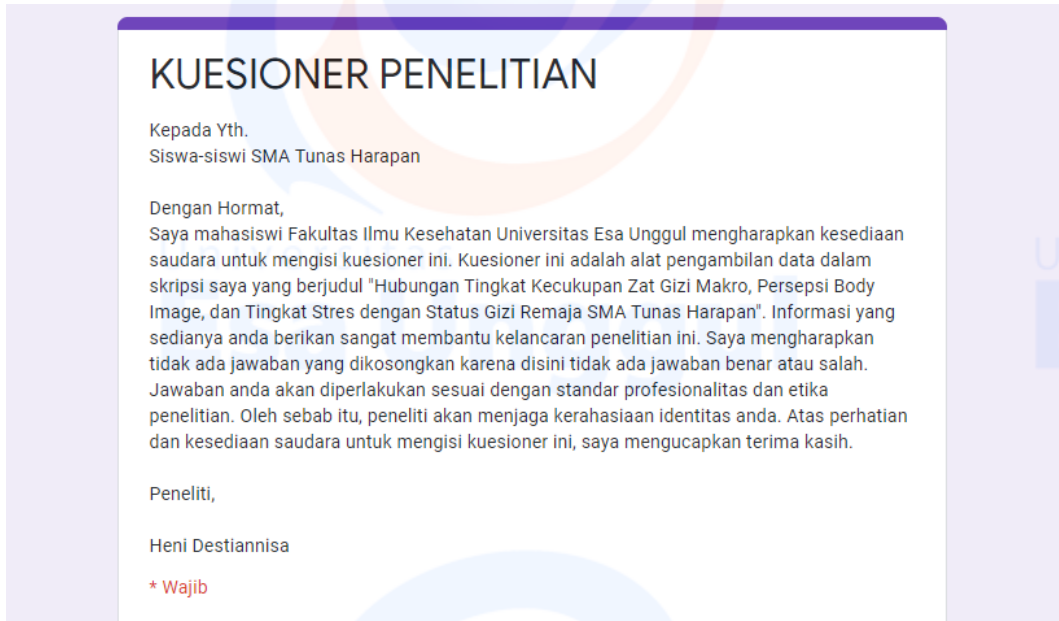 KUESIONER PENELITIAN
Kepada Yth.
Siswa-siswi SMA Tunas Harapan
Dengan Hormat,
Saya mahasiswi Fakultas Ilmu Kesehatan Universitas Esa Unggul mengharapkan kesediaan
saudara untuk mengisi kuesioner ini. Kuesioner ini adalah alat pengambilan data dalam
skripsi saya yang berjudul "Hubungan Tingkat Kecukupan Zat Gizi Makro, Persepsi Body
Image, dan Tingkat Stres dengan Status Gizi Remaja SMA Tunas Harapan". Informasi yang
sedianya anda berikan sangat membantu kelancaran penelitian ini. Saya mengharapkan
tidak ada jawaban yang dikosongkan karena disini tidak ada jawaban benar atau salah.
Jawaban anda akan diperlakukan sesuai dengan standar profesionalitas dan etika
penelitian. Oleh sebab itu, peneliti akan menjaga kerahasiaan identitas anda. Atas perhatian
dan kesediaan saudara untuk mengisi kuesioner ini, saya mengucapkan terima kasih.
Peneliti,
Heni Destiannisa
* Wajib
Universitas
Esa Unggul